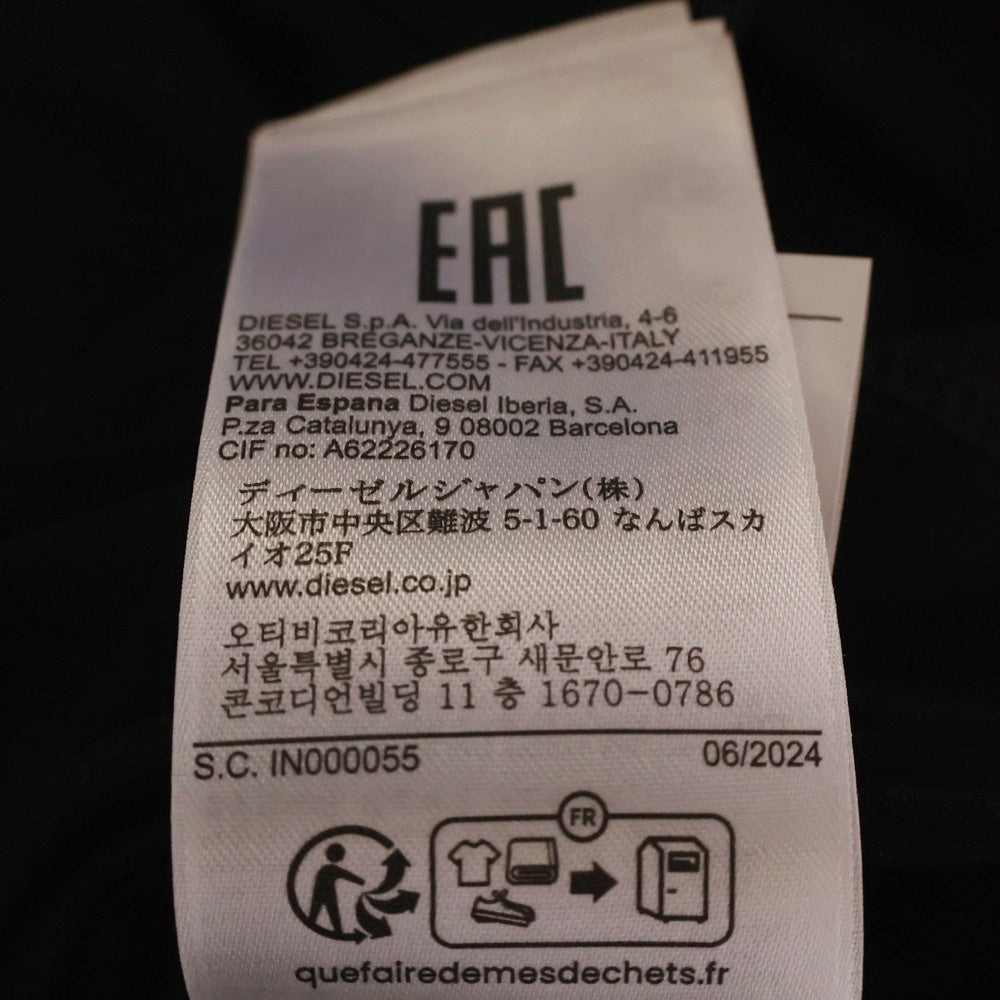 EAC
DIESEL S.p.A. Via dell'Industria, 4-6
36042 BREGANZE-VICENZA-ITALY
TEL +390424-477555 - FAX +390424-411955
WWW.DIESEL.COM
Para Espana Diesel Iberia, S.A.
P.za Catalunya, 9 08002 Barcelona
CIF no: A62226170
ディーゼルジャパン(株)
大阪市中央区難波 5-1-60 なんばスカ
イオ25F
www.diesel.co.jp
오티비코리아유한회사
서울특별시 종로구 새문안로 76
콘코디언빌딩 11 층 1670-0786
S.C. IN000055 06/2024
FR
quefairedemesdechets.fr